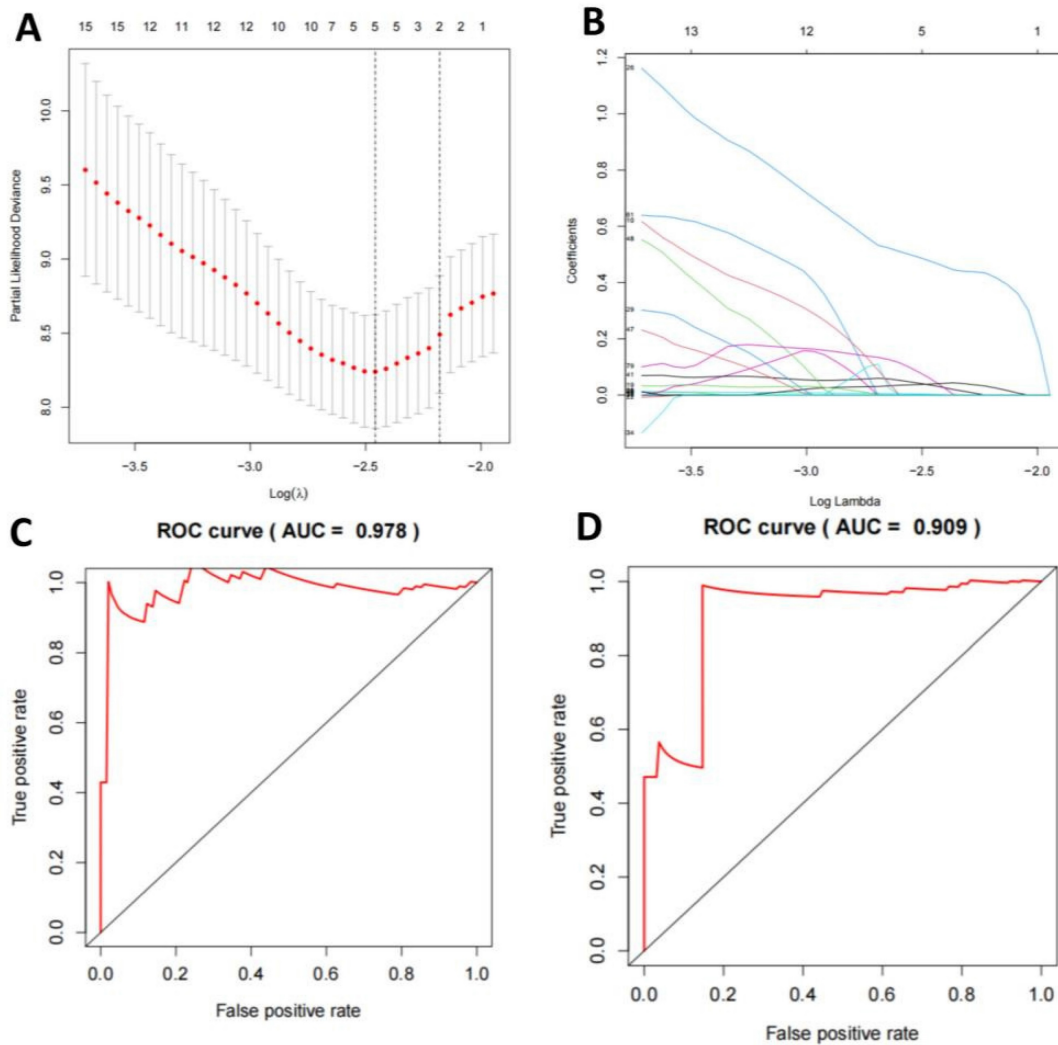 A
15 15 12 11 12 12 10 10 7 5 5 5 3 2 2 1
Partial Likelihood Deviance
10.0
9.5
9.0
8.5
8.0
−3.5 −3.0 −2.5 −2.0
Log(λ)
B
13 12 5 1
Coefficients
1.2
1.0
0.8
0.6
0.4
0.2
0.0
26
48
29
47
79
41
34
−3.5 −3.0 −2.5 −2.0
Log Lambda
C
ROC curve ( AUC = 0.978 )
True positive rate
1.0
0.8
0.6
0.4
0.2
0.0
0.0 0.2 0.4 0.6 0.8 1.0
False positive rate
D
ROC curve ( AUC = 0.909 )
True positive rate
1.0
0.8
0.6
0.4
0.2
0.0
0.0 0.2 0.4 0.6 0.8 1.0
False positive rate